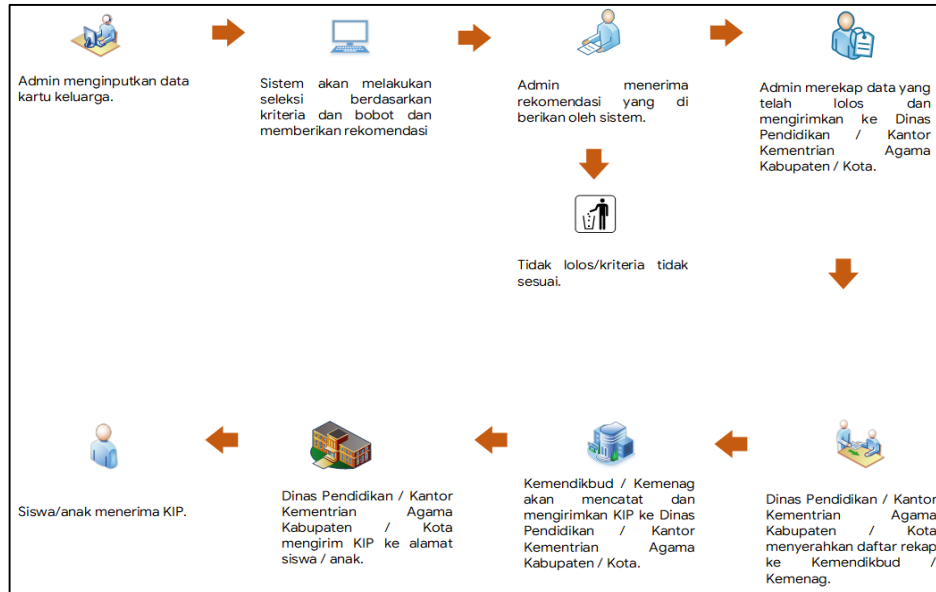 Admin menginputkan data
kartu keluarga.
Sistem akan melakukan
seleksi berdasarkan
kriteria dan bobot dan
memberikan rekomendasi
Admin menerima
rekomendasi yang di
berikan oleh sistem.
Admin merekap data yang
telah lolos dan
mengirimkan ke Dinas
Pendidikan / Kantor
Kementrian Agama
Kabupaten / Kota.
Tidak lolos/kriteria tidak
sesuai.
Dinas Pendidikan / Kantor
Kementrian Agama
Kabupaten / Kota
menyerahkan daftar rekap
ke Kemendikbud /
Kemenag.
Kemendikbud / Kemenag
akan mencatat dan
mengirimkan KIP ke Dinas
Pendidikan / Kantor
Kementrian Agama
Kabupaten / Kota.
Dinas Pendidikan / Kantor
Kementrian Agama
Kabupaten / Kota
mengirim KIP ke alamat
siswa / anak.
Siswa/anak menerima KIP.